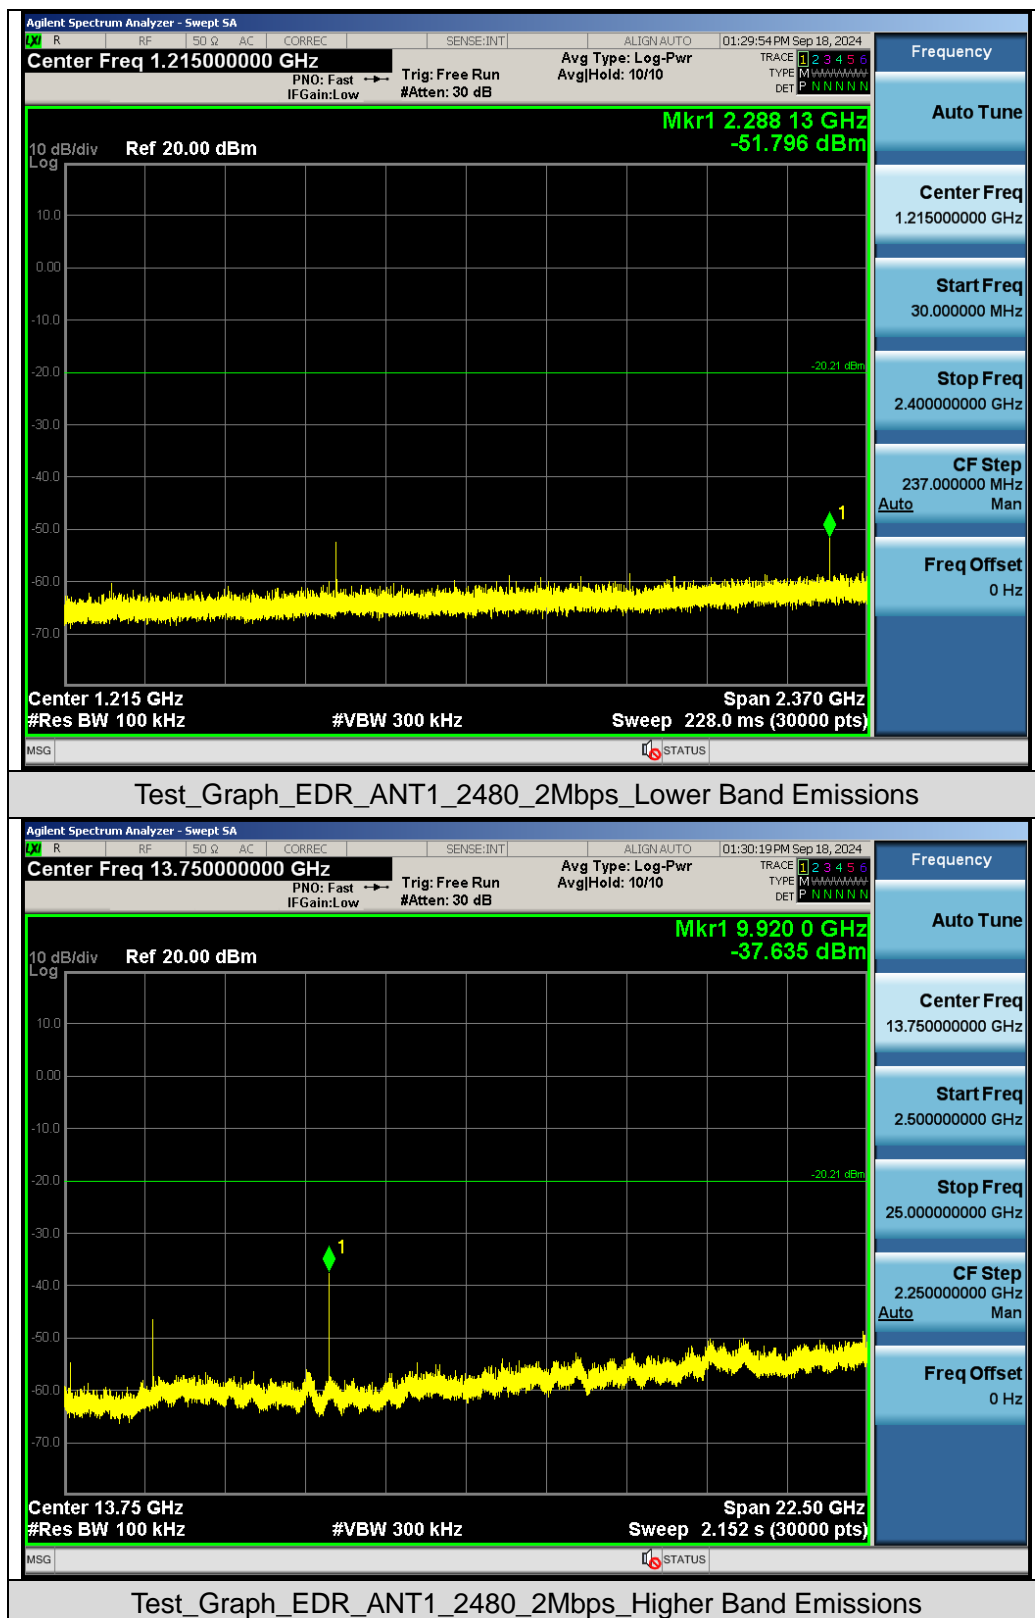 Agilent Spectrum Analyzer - Swept SA
LXI R RF 50 Ω AC CORREC SENSE:INT ALIGN AUTO 01:29:54 PM Sep 18, 2024
Center Freq 1.215000000 GHz
PNO: Fast
IFGain:Low
Trig: Free Run
#Atten: 30 dB
Avg Type: Log-Pwr
Avg|Hold: 10/10
TRACE 1 2 3 4 5 6
TYPE M
DET P N N N N N
Mkr1 2.288 13 GHz
-51.796 dBm
10 dB/div
Log
Ref 20.00 dBm
10.0
0.00
-10.0
-20.0
-20.21 dBm
-30.0
-40.0
-50.0
1
-60.0
-70.0
Center 1.215 GHz
Span 2.370 GHz
#Res BW 100 kHz
#VBW 300 kHz
Sweep 228.0 ms (30000 pts)
MSG
STATUS
Frequency
Auto Tune
Center Freq
1.215000000 GHz
Start Freq
30.000000 MHz
Stop Freq
2.400000000 GHz
CF Step
237.000000 MHz
Auto Man
Freq Offset
0 Hz
Test_Graph_EDR_ANT1_2480_2Mbps_Lower Band Emissions
Agilent Spectrum Analyzer - Swept SA
LXI R RF 50 Ω AC CORREC SENSE:INT ALIGN AUTO 01:30:19 PM Sep 18, 2024
Center Freq 13.750000000 GHz
PNO: Fast
IFGain:Low
Trig: Free Run
#Atten: 30 dB
Avg Type: Log-Pwr
Avg|Hold: 10/10
TRACE 1 2 3 4 5 6
TYPE M
DET P N N N N N
Mkr1 9.920 0 GHz
-37.635 dBm
10 dB/div
Log
Ref 20.00 dBm
10.0
0.00
-10.0
-20.0
-20.21 dBm
-30.0
1
-40.0
-50.0
-60.0
-70.0
Center 13.75 GHz
Span 22.50 GHz
#Res BW 100 kHz
#VBW 300 kHz
Sweep 2.152 s (30000 pts)
MSG
STATUS
Frequency
Auto Tune
Center Freq
13.750000000 GHz
Start Freq
2.500000000 GHz
Stop Freq
25.000000000 GHz
CF Step
2.250000000 GHz
Auto Man
Freq Offset
0 Hz
Test_Graph_EDR_ANT1_2480_2Mbps_Higher Band Emissions